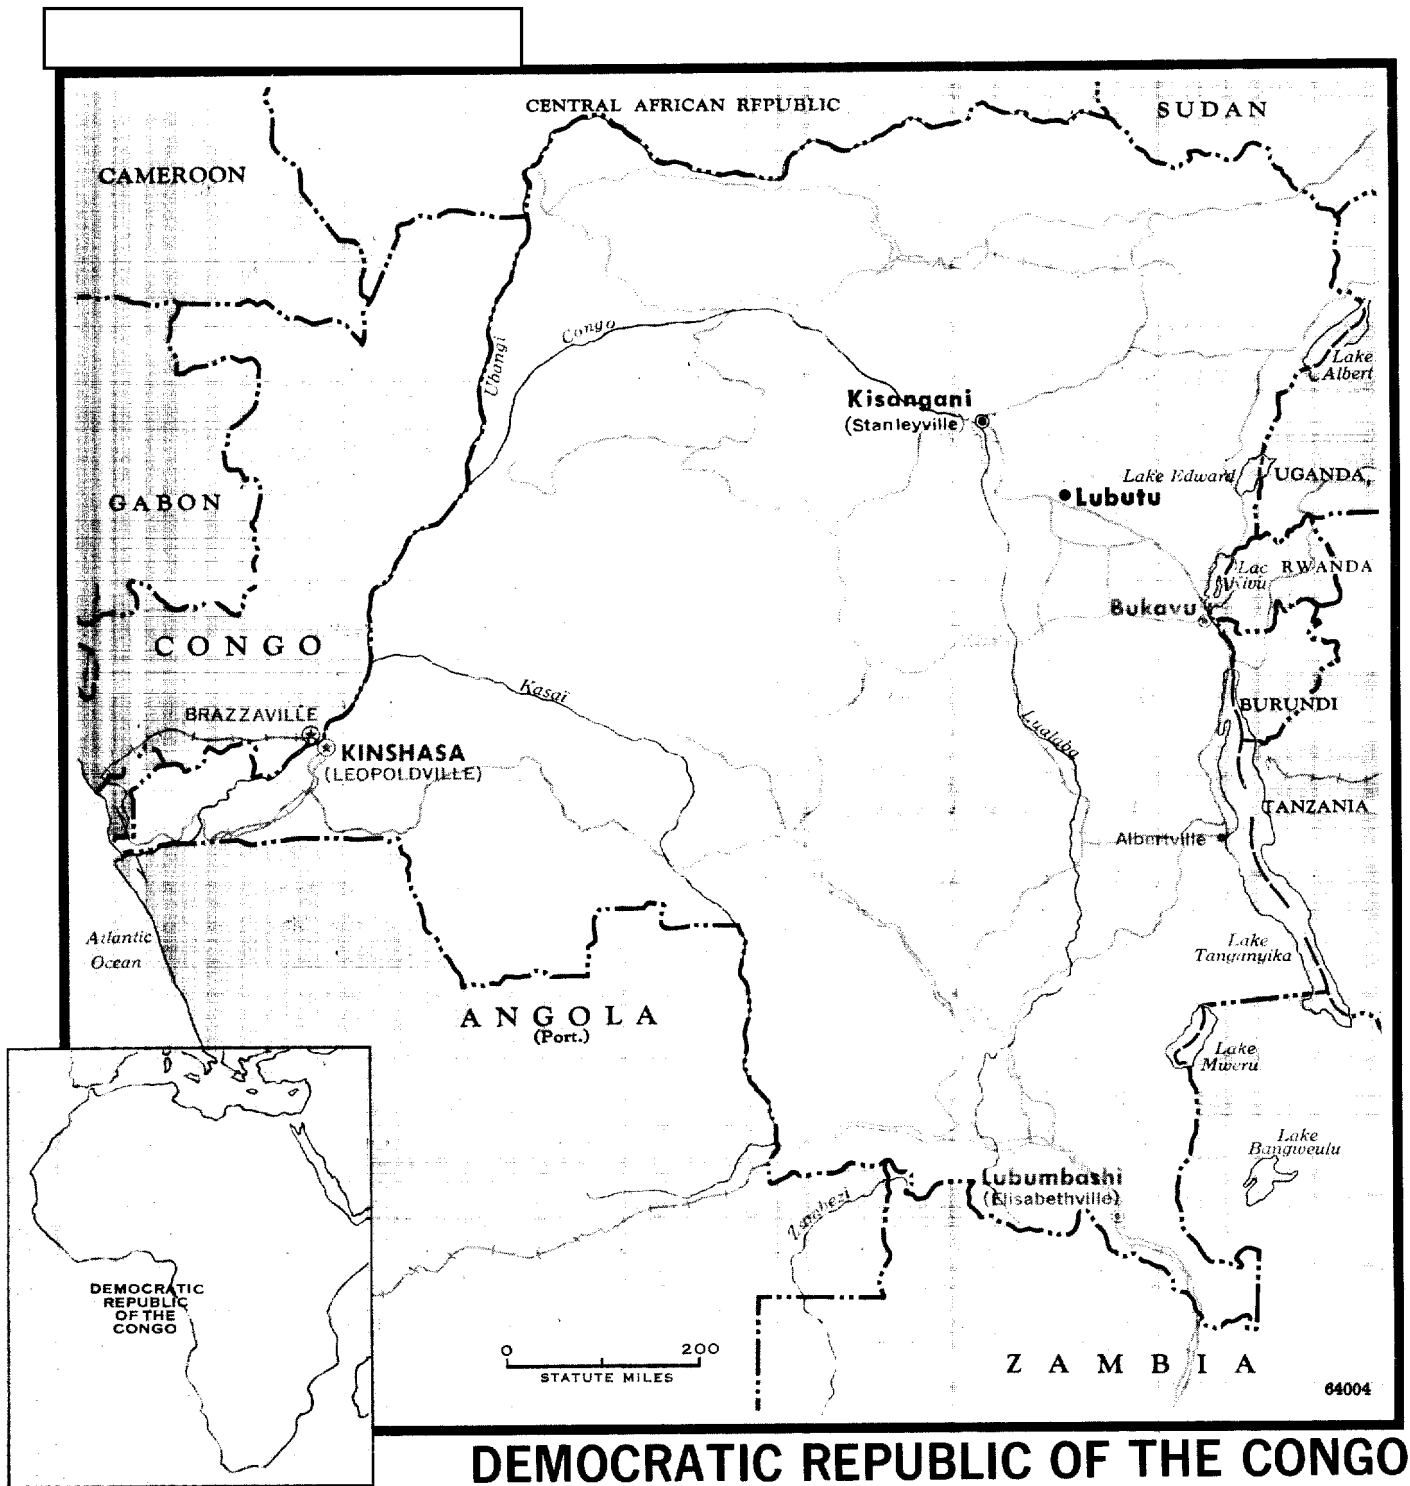 CENTRAL AFRICAN REPUBLIC
SUDAN
CAMEROON
Congo
Ubangi
Lake
Albert
Kisangani
(Stanleyville)
Lake Edward
UGANDA
Lubutu
GABON
Lac
Kivu
RWANDA
Bukavu
CONGO
Kasai
BRAZZAVILLE
BURUNDI
KINSHASA
(LEOPOLDVILLE)
Lualaba
TANZANIA
Albertville
Atlantic
Ocean
Lake
Tanganyika
ANGOLA
(Port.)
Lake
Mweru
Lake
Bangweulu
Lubumbashi
(Elisabethville)
Zambezi
DEMOCRATIC
REPUBLIC
OF THE
CONGO
0 200
STATUTE MILES
ZAMBIA
64004
DEMOCRATIC REPUBLIC OF THE CONGO